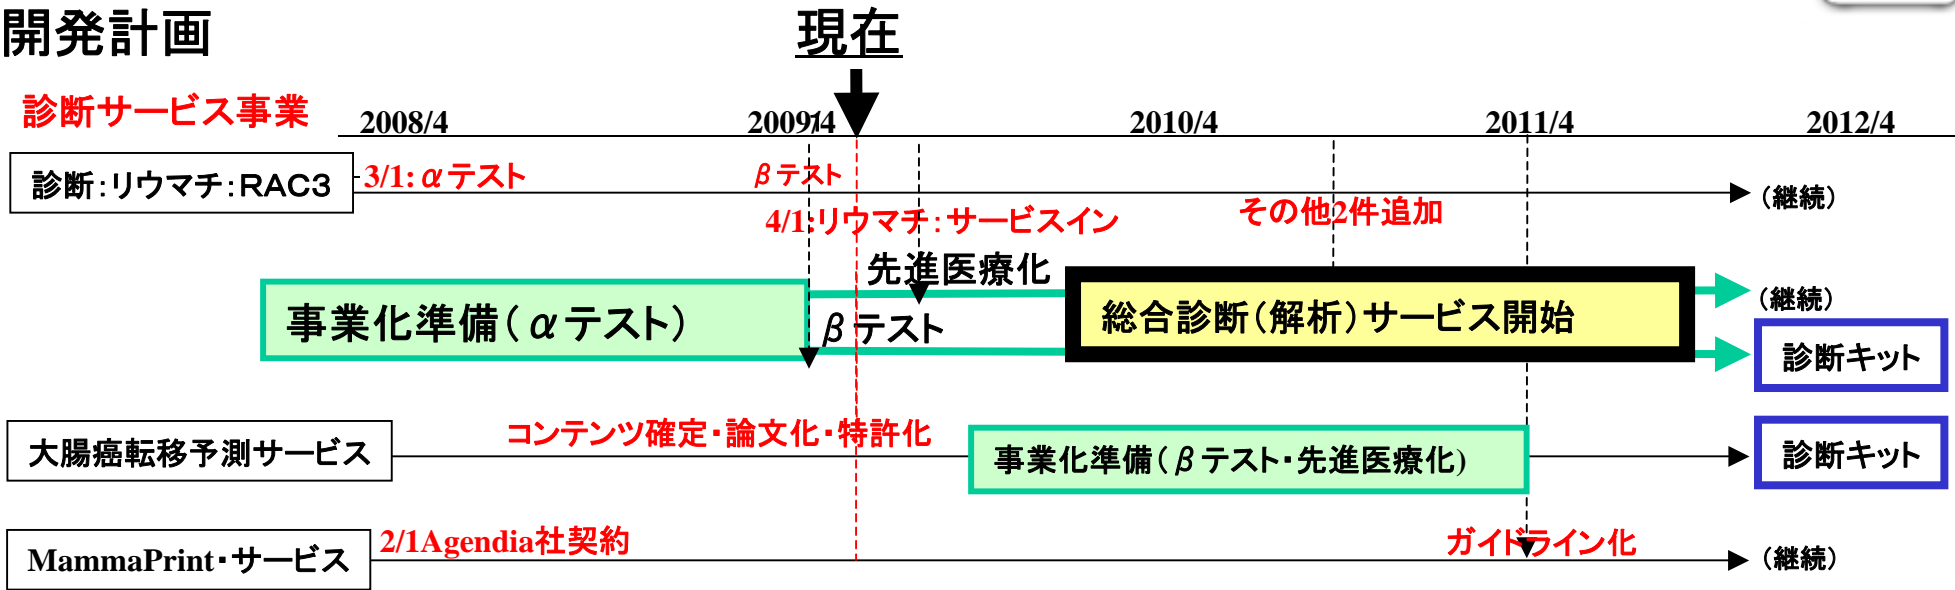 開発計画
現在
診断サービス事業
2008/4
2009/4
2010/4
2011/4
2012/4
診断:リウマチ:RAC3
3/1:αテスト
βテスト
(継続)
4/1:リウマチ:サービスイン
その他2件追加
先進医療化
事業化準備(αテスト)
βテスト
総合診断(解析)サービス開始
(継続)
診断キット
大腸癌転移予測サービス
コンテンツ確定・論文化・特許化
事業化準備(βテスト・先進医療化)
診断キット
MammaPrint・サービス
2/1Agendia社契約
ガイドライン化
(継続)